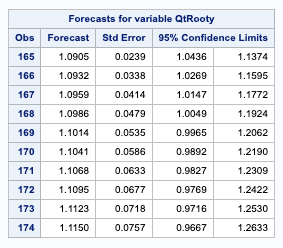 Forecasts for variable QtRooty
Obs Forecast Std Error 95% Confidence Limits
165 1.0905 0.0239 1.0436 1.1374
166 1.0932 0.0338 1.0269 1.1595
167 1.0959 0.0414 1.0147 1.1772
168 1.0986 0.0479 1.0049 1.1924
169 1.1014 0.0535 0.9965 1.2062
170 1.1041 0.0586 0.9892 1.2190
171 1.1068 0.0633 0.9827 1.2309
172 1.1095 0.0677 0.9769 1.2422
173 1.1123 0.0718 0.9716 1.2530
174 1.1150 0.0757 0.9667 1.2633